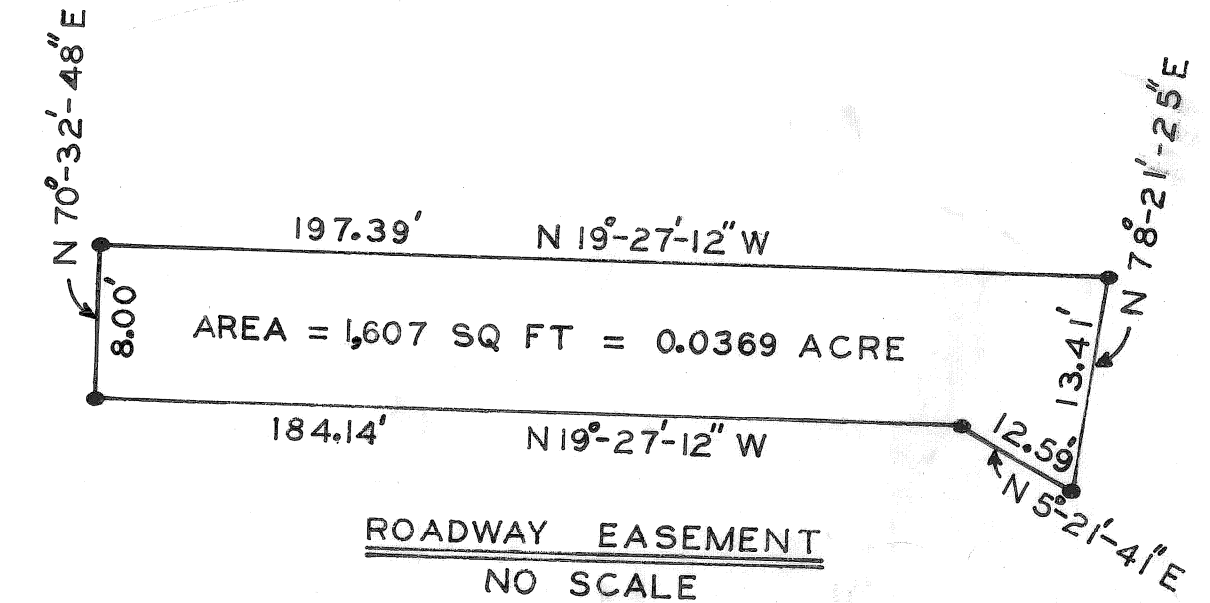 N 70°-32'-48" E
N 78°-21'-25" E
197.39' N 19°-27'-12" W
8.00'
AREA = 1,607 SQ FT = 0.0369 ACRE
13.41'
184.14' N 19°-27'-12" W
12.59'
N 5°-21'-41" E
ROADWAY EASEMENT
NO SCALE